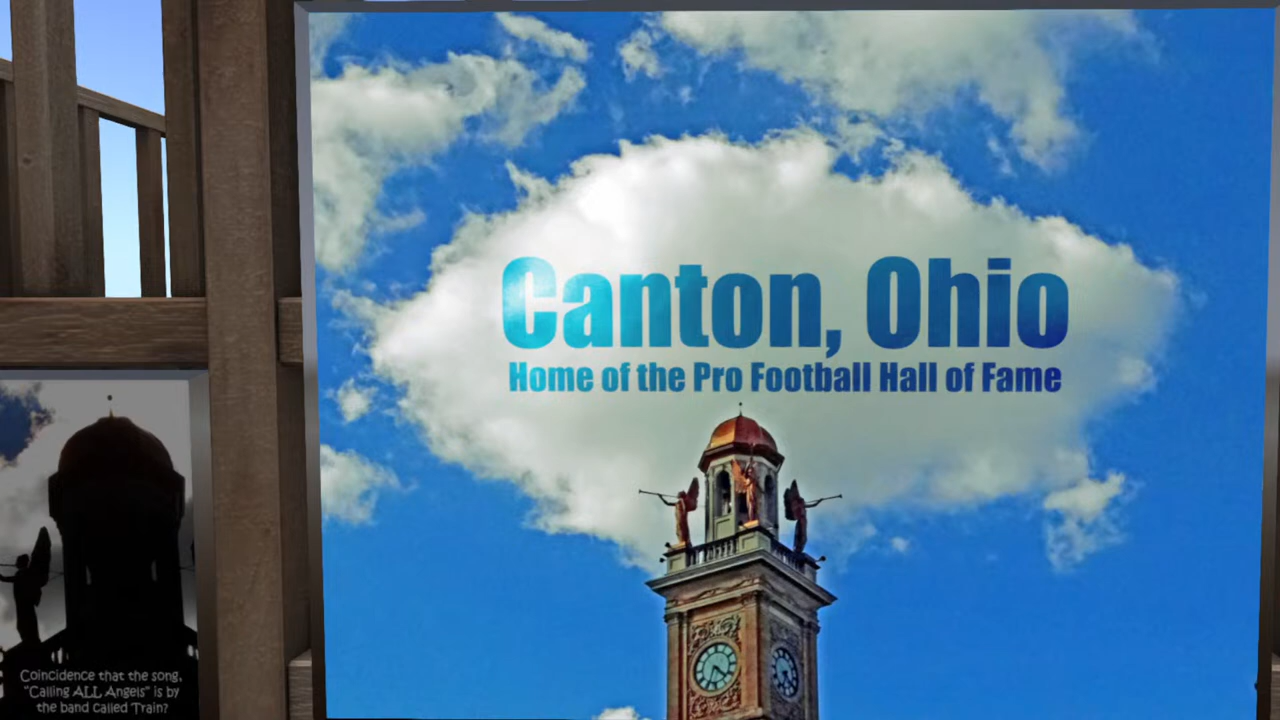 Canton, Ohio
Home of the Pro Football Hall of Fame
Coincidence that the song,
"Calling ALL Angels" is by
the band called Train?